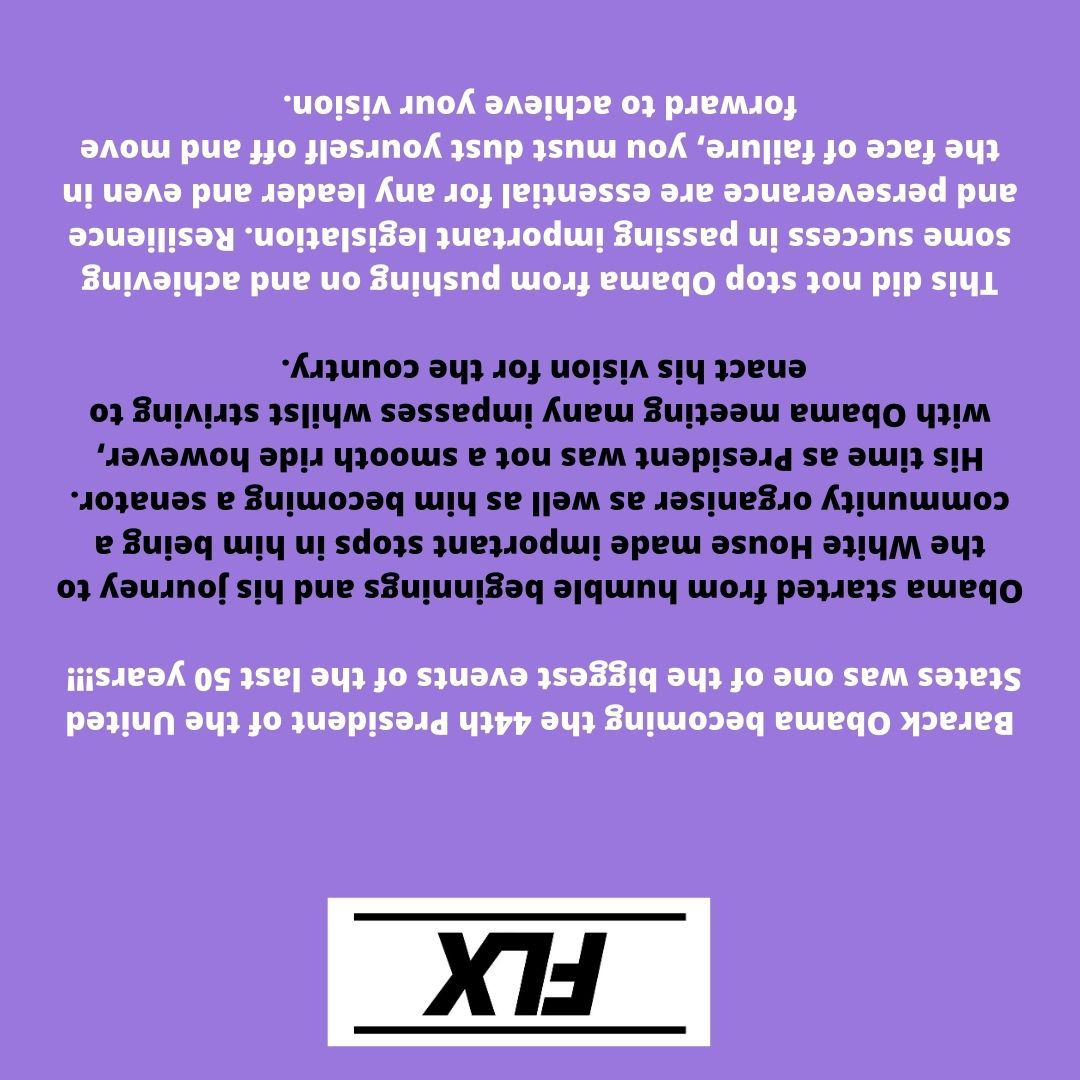 FLX
Barack Obama becoming the 44th President of the United
States was one of the biggest events of the last 50 years!!!
Obama started from humble beginnings and his journey to
the White House made important stops in him being a
community organiser as well as him becoming a senator.
His time as President was not a smooth ride however,
with Obama meeting many impasses whilst striving to
enact his vision for the country.
This did not stop Obama from pushing on and achieving
some success in passing important legislation. Resilience
and perseverance are essential for any leader and even in
the face of failure, you must dust yourself off and move
forward to achieve your vision.